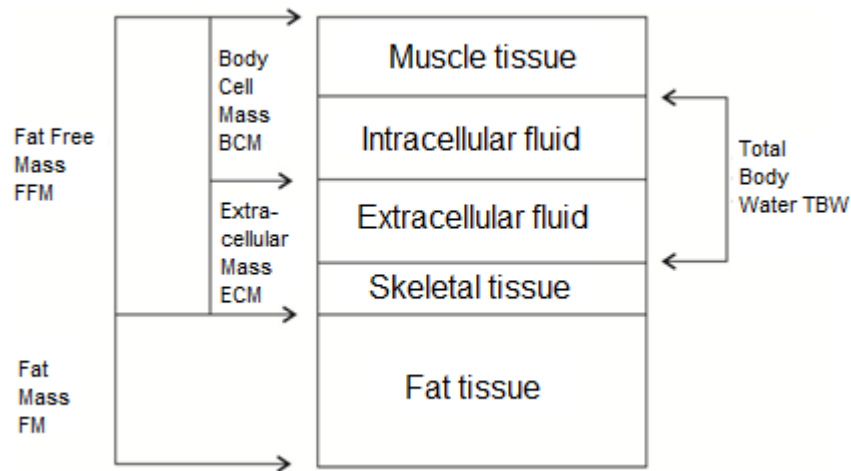 Fat Free
Mass
FFM
Fat
Mass
FM
Body
Cell
Mass
BCM
Extra-
cellular
Mass
ECM
Muscle tissue
Intracellular fluid
Extracellular fluid
Skeletal tissue
Fat tissue
Total
Body
Water TBW